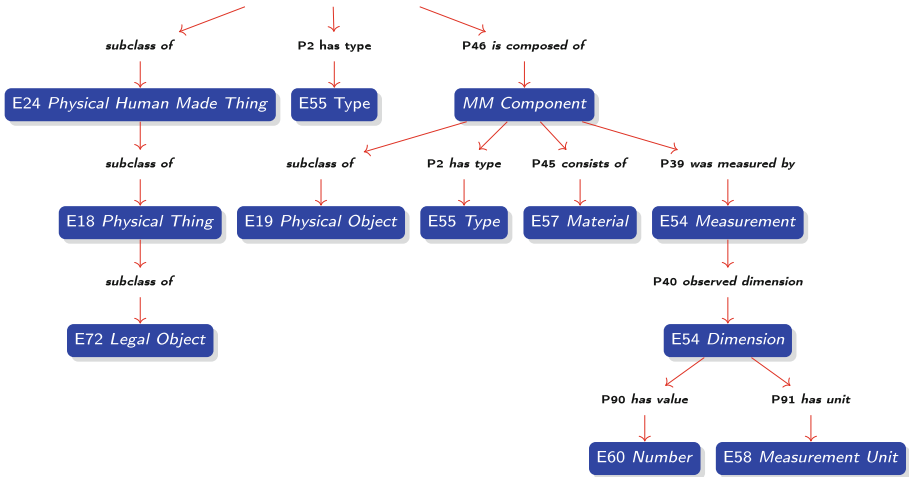 subclass of
P2 has type
P46 is composed of
E24 Physical Human Made Thing
E55 Type
MM Component
subclass of
subclass of
P2 has type
P45 consists of
P39 was measured by
E18 Physical Thing
E19 Physical Object
E55 Type
E57 Material
E54 Measurement
subclass of
P40 observed dimension
E72 Legal Object
E54 Dimension
P90 has value
P91 has unit
E60 Number
E58 Measurement Unit